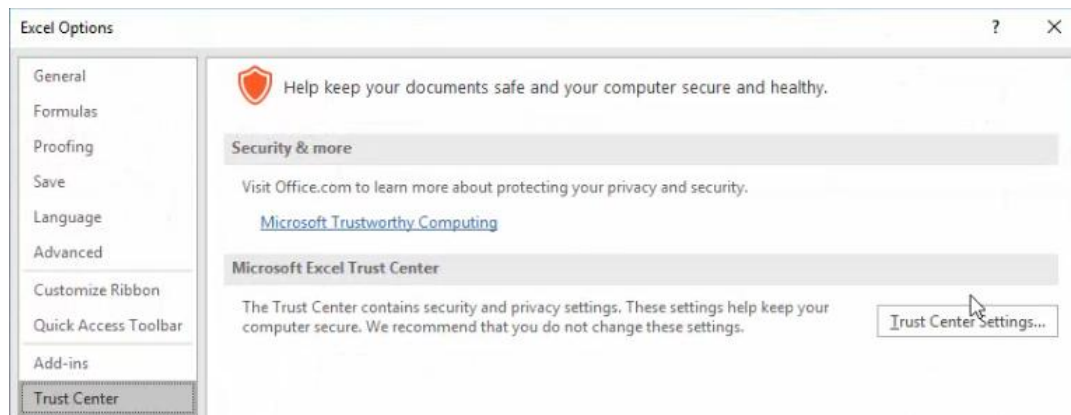 Excel Options
?
General
Formulas
Proofing
Save
Language
Advanced
Customize Ribbon
Quick Access Toolbar
Add-ins
Trust Center
Help keep your documents safe and your computer secure and healthy.
Security & more
Visit Office.com to learn more about protecting your privacy and security.
Microsoft Trustworthy Computing
Microsoft Excel Trust Center
The Trust Center contains security and privacy settings. These settings help keep your
computer secure. We recommend that you do not change these settings.
Trust Center Settings...